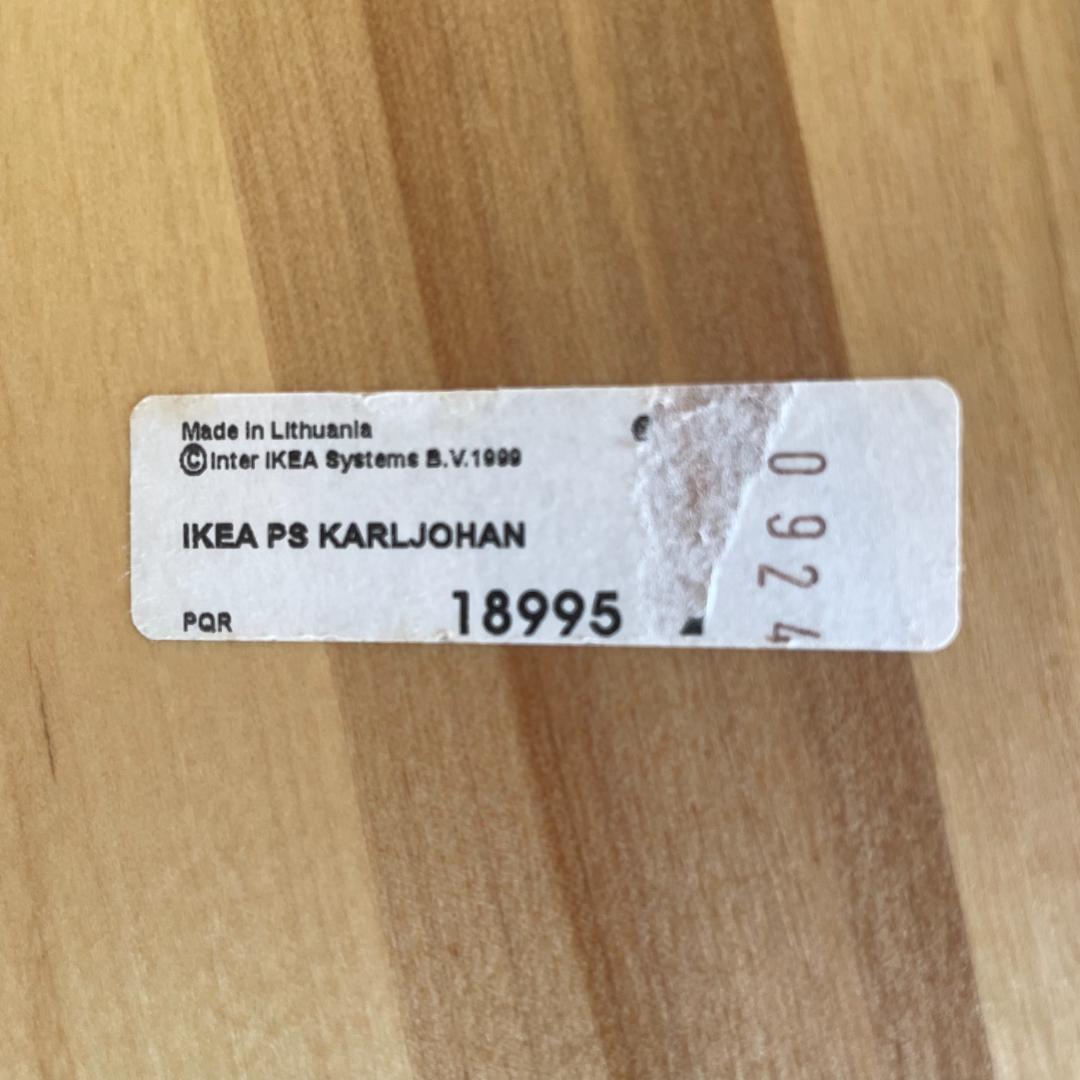 Made in Lithuania
©Inter IKEA Systems B.V.1999
IKEA PS KARLJOHAN
PQR
18995
0924